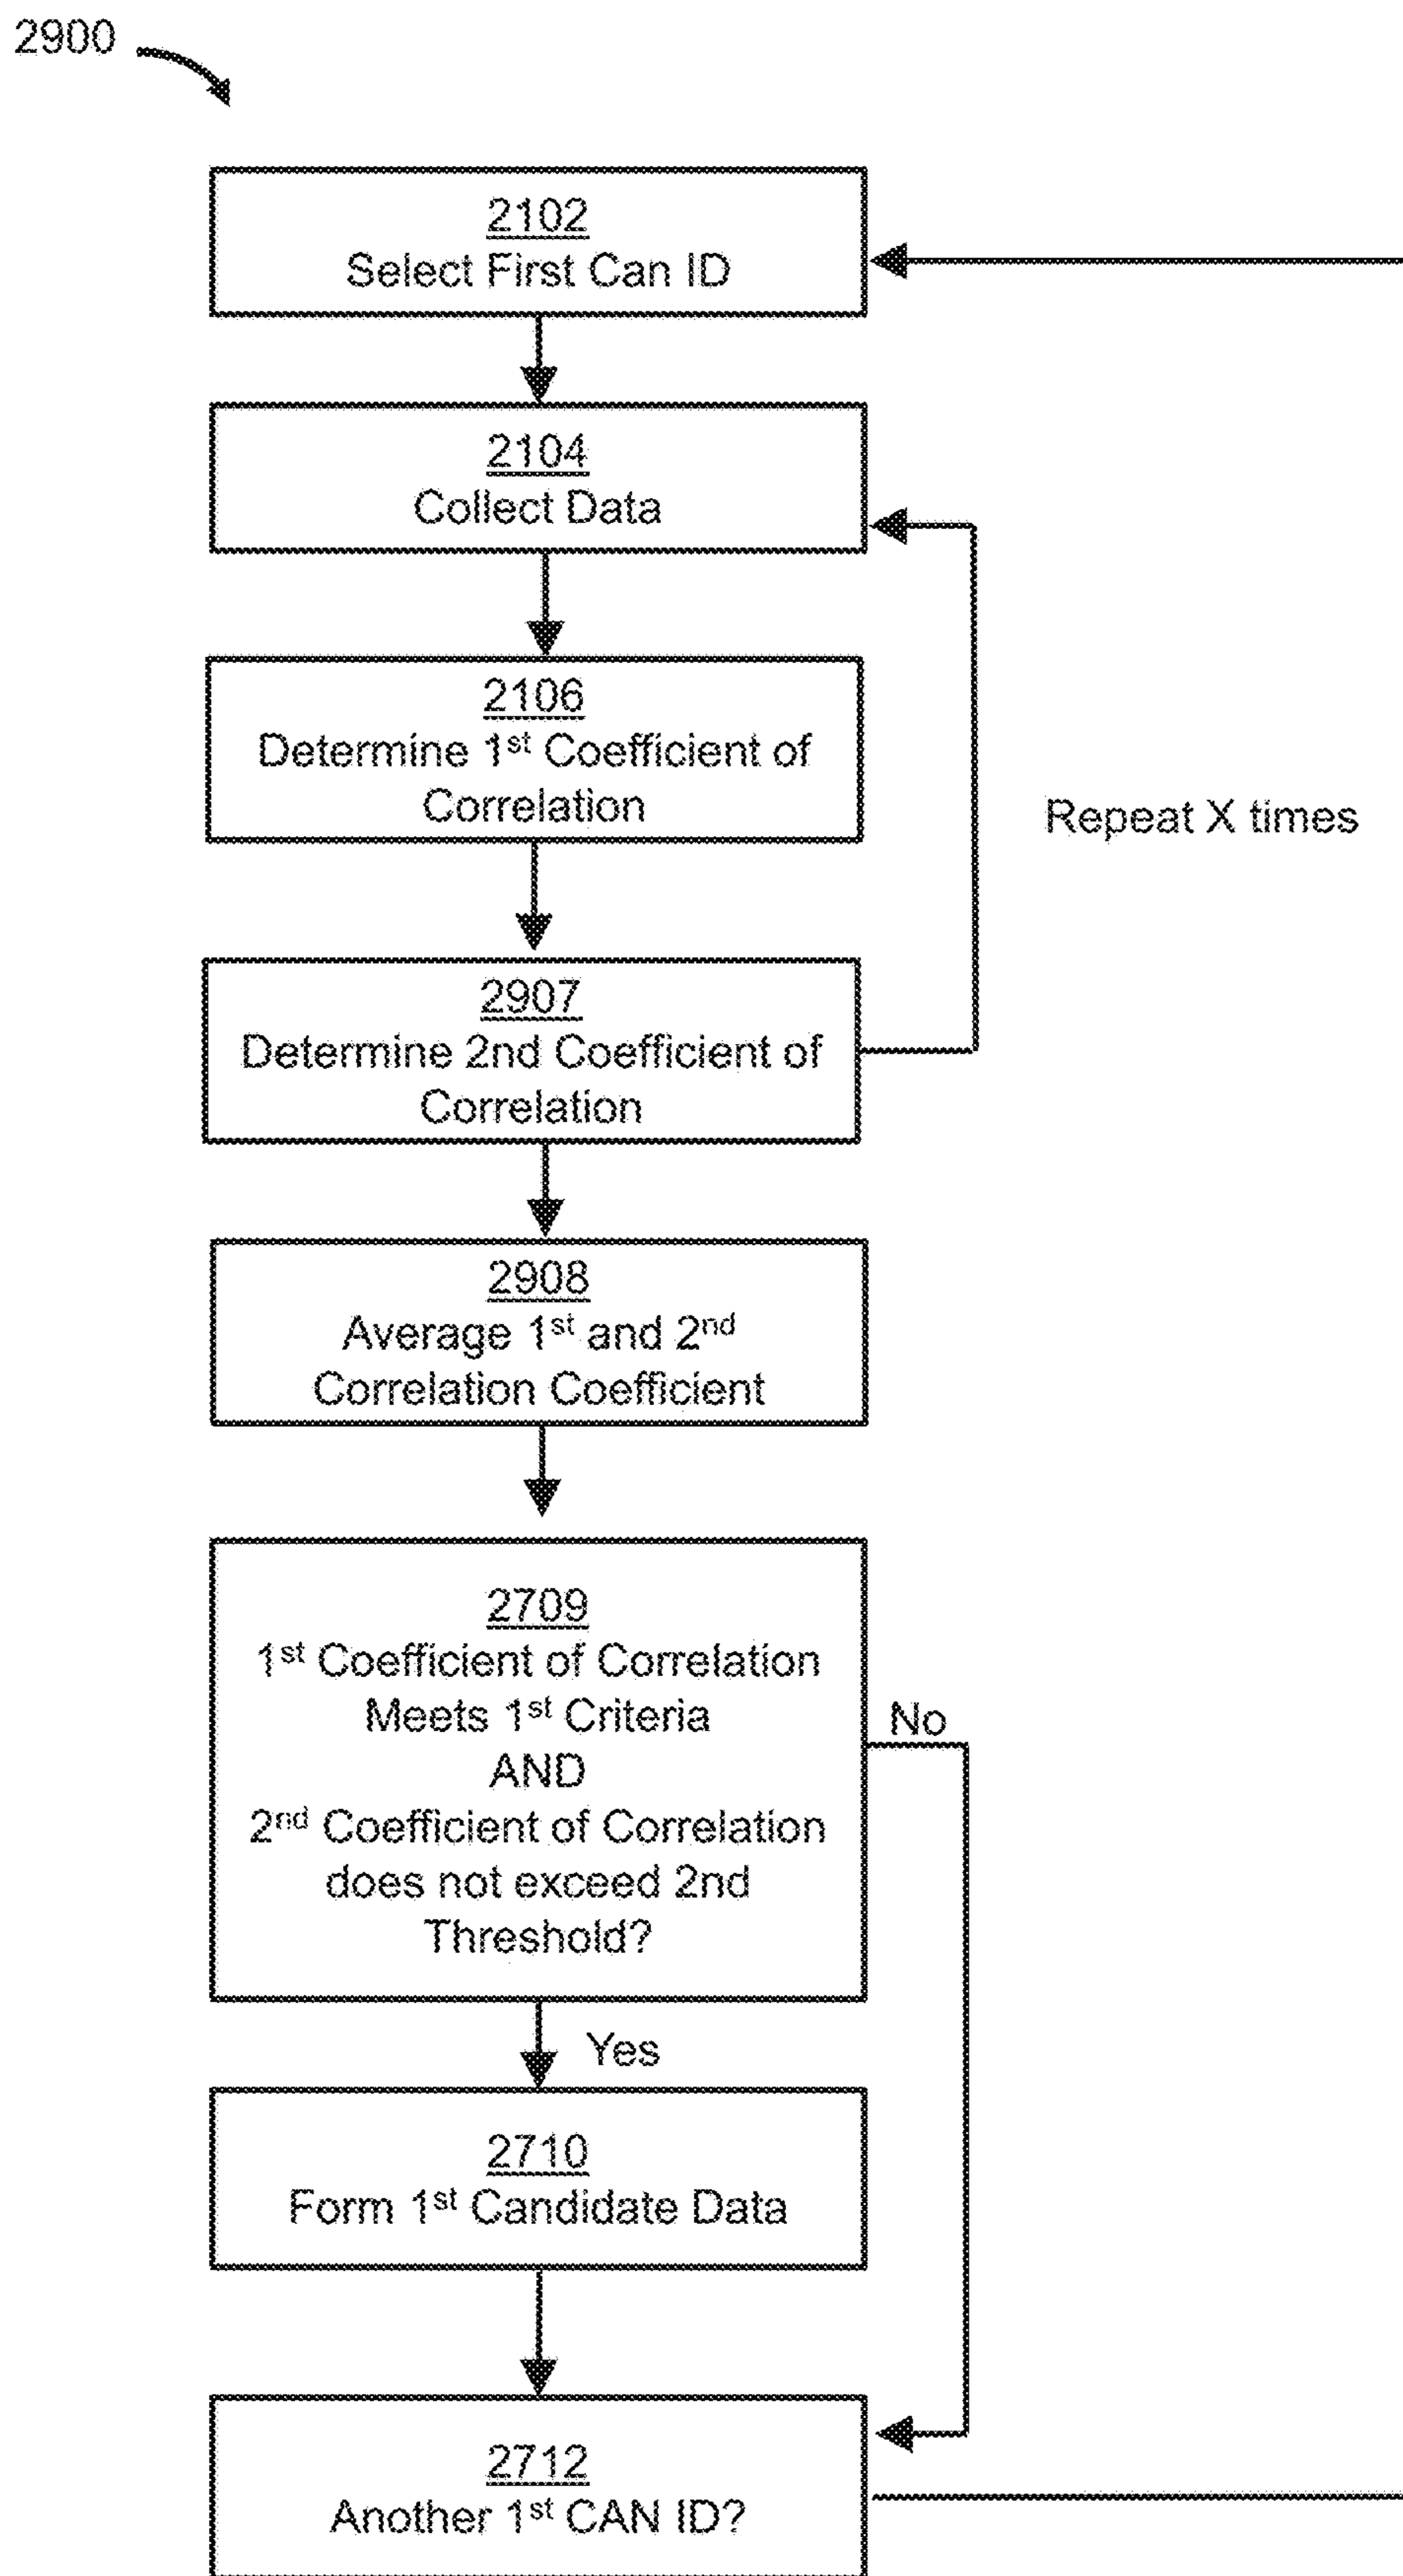 2900
2102
Select First Can ID
2104
Collect Data
2106
Determine 1st Coefficient of
Correlation
Repeat X times
2907
Determine 2nd Coefficient of
Correlation
2908
Average 1st and 2nd
Correlation Coefficient
2709
1st Coefficient of Correlation
Meets 1st Criteria
AND
2nd Coefficient of Correlation
does not exceed 2nd
Threshold?
No
Yes
2710
Form 1st Candidate Data
2712
Another 1st CAN ID?